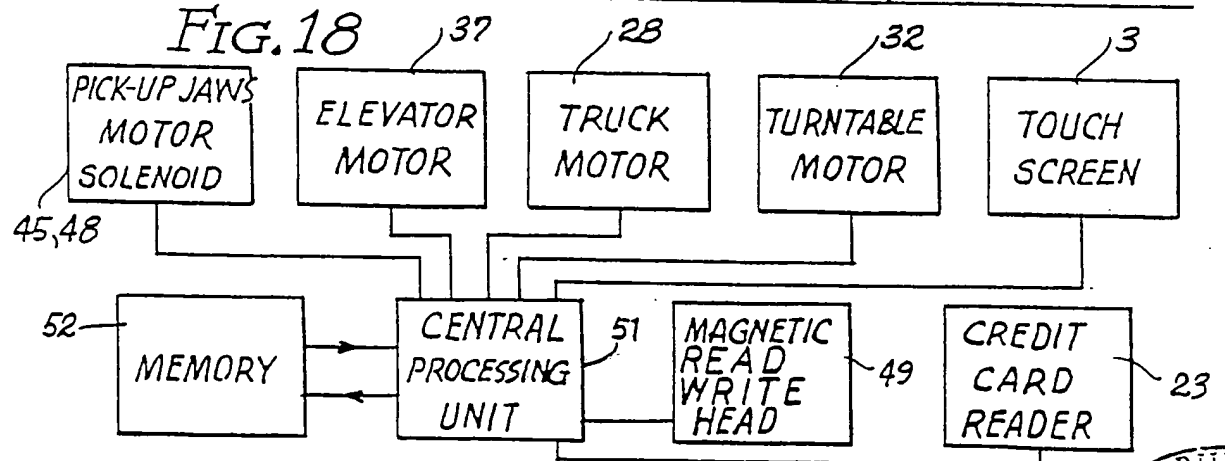 FIG. 18
37
28
32
3
PICK-UP JAWS
MOTOR
SOLENOID
ELEVATOR
MOTOR
TRUCK
MOTOR
TURNTABLE
MOTOR
TOUCH
SCREEN
45,48
52
MEMORY
CENTRAL
PROCESSING
UNIT
51
MAGNETIC
READ
WRITE
HEAD
49
CREDIT
CARD
READER
23